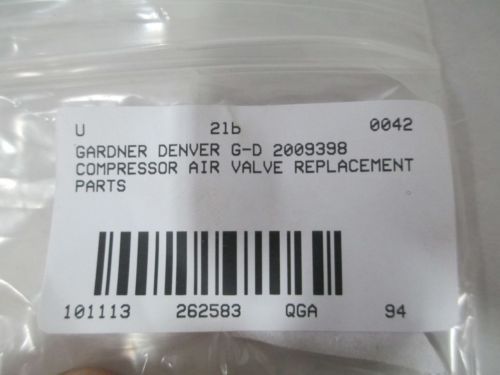 U 21b 0042
GARDNER DENVER G-D 2009398
COMPRESSOR AIR VALVE REPLACEMENT
PARTS
101113 262583 QGA 94